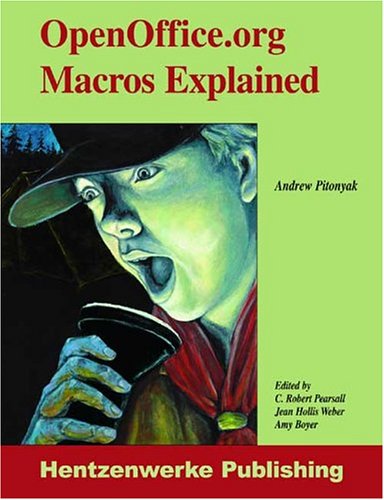 OpenOffice.org
Macros Explained
Andrew Pitonyak
Edited by
C. Robert Pearsall
Jean Hollis Weber
Amy Boyer
Hentzenwerke Publishing